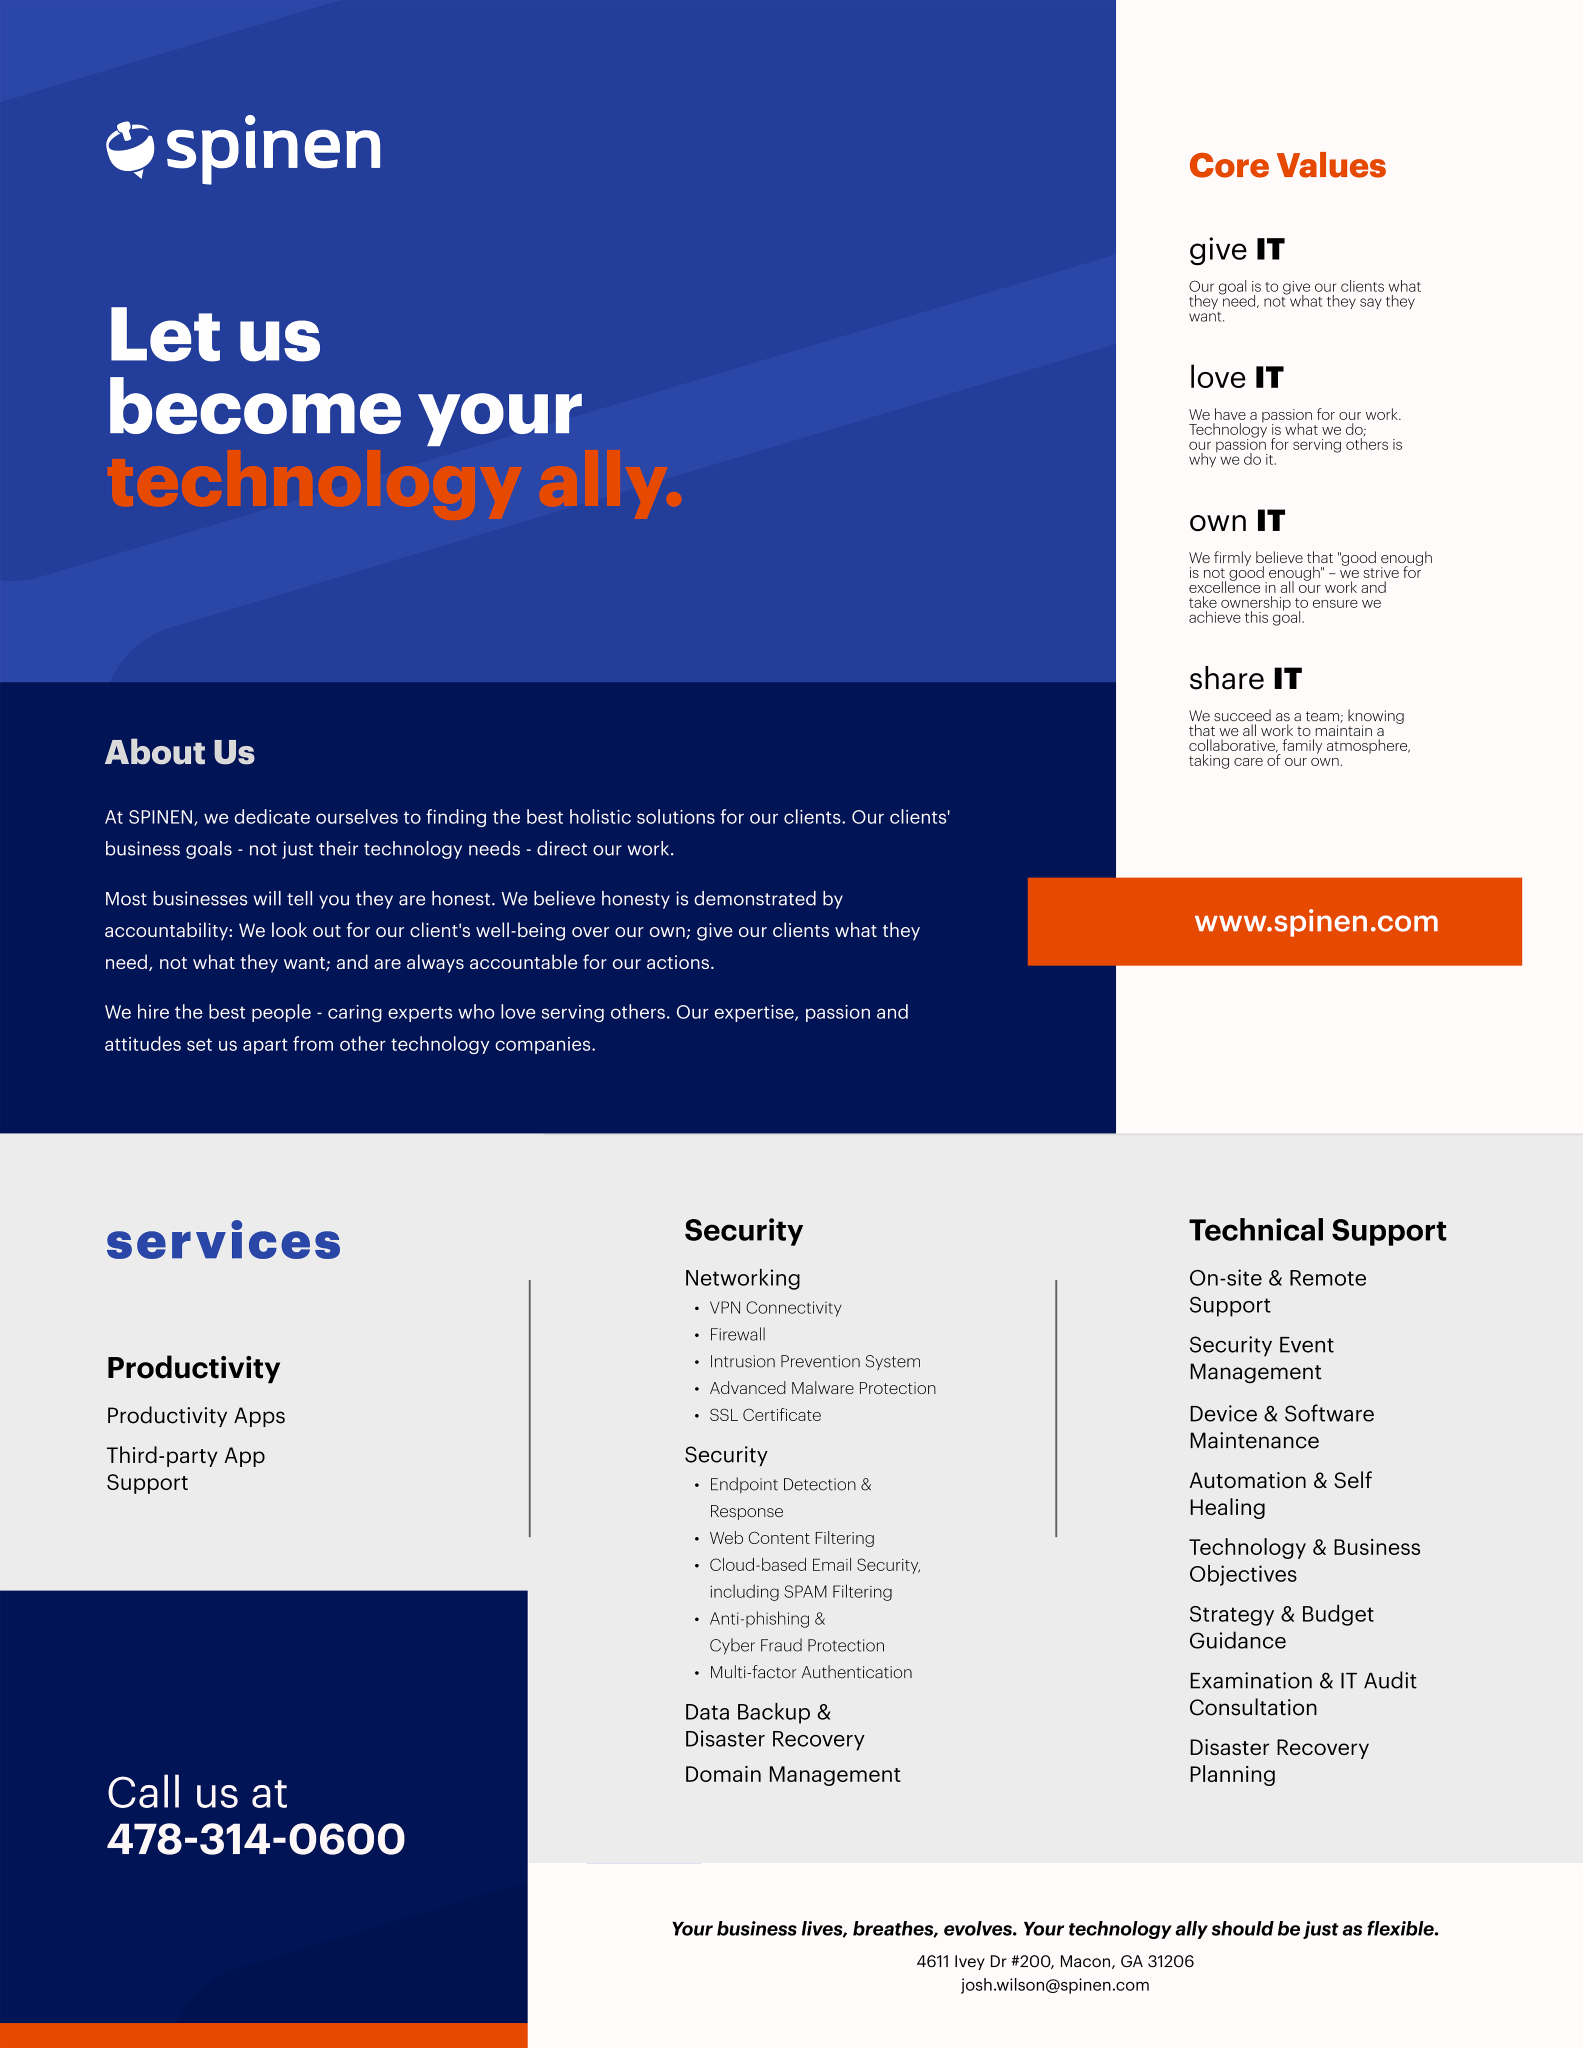 spinen
Let us
become your
technology ally.
Core Values
give IT
Our goal is to give our clients what
they need, not what they say they
want.
love IT
We have a passion for our work.
Technology is what we do;
our passion for serving others is
why we do it.
own IT
We firmly believe that "good enough
is not good enough" – we strive for
excellence in all our work and
take ownership to ensure we
achieve this goal.
share IT
We succeed as a team; knowing
that we all work to maintain a
collaborative, family atmosphere,
taking care of our own.
www.spinen.com
About Us
At SPINEN, we dedicate ourselves to finding the best holistic solutions for our clients. Our clients'
business goals - not just their technology needs - direct our work.
Most businesses will tell you they are honest. We believe honesty is demonstrated by
accountability: We look out for our client's well-being over our own; give our clients what they
need, not what they want; and are always accountable for our actions.
We hire the best people - caring experts who love serving others. Our expertise, passion and
attitudes set us apart from other technology companies.
services
Productivity
Productivity Apps
Third-party App
Support
Security
Networking
• VPN Connectivity
• Firewall
• Intrusion Prevention System
• Advanced Malware Protection
• SSL Certificate
Security
• Endpoint Detection &
Response
• Web Content Filtering
• Cloud-based Email Security,
including SPAM Filtering
• Anti-phishing &
Cyber Fraud Protection
• Multi-factor Authentication
Data Backup &
Disaster Recovery
Domain Management
Technical Support
On-site & Remote
Support
Security Event
Management
Device & Software
Maintenance
Automation & Self
Healing
Technology & Business
Objectives
Strategy & Budget
Guidance
Examination & IT Audit
Consultation
Disaster Recovery
Planning
Call us at
478-314-0600
Your business lives, breathes, evolves. Your technology ally should be just as flexible.
4611 Ivey Dr #200, Macon, GA 31206
josh.wilson@spinen.com